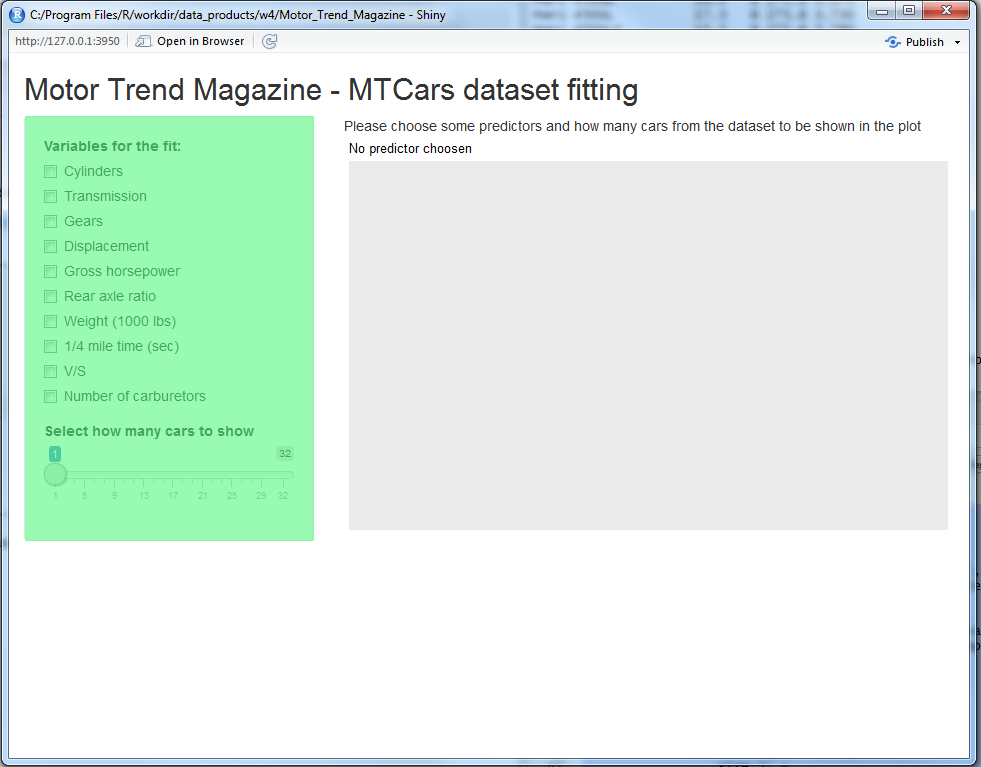 C:/Program Files/R/workdir/data_products/w4/Motor_Trend_Magazine - Shiny
http://127.0.0.1:3950 Open in Browser Publish
Motor Trend Magazine - MTCars dataset fitting
Variables for the fit:
Cylinders
Transmission
Gears
Displacement
Gross horsepower
Rear axle ratio
Weight (1000 lbs)
1/4 mile time (sec)
V/S
Number of carburetors
Select how many cars to show
1 32
1 5 9 13 17 21 25 29 32
Please choose some predictors and how many cars from the dataset to be shown in the plot
No predictor choosen